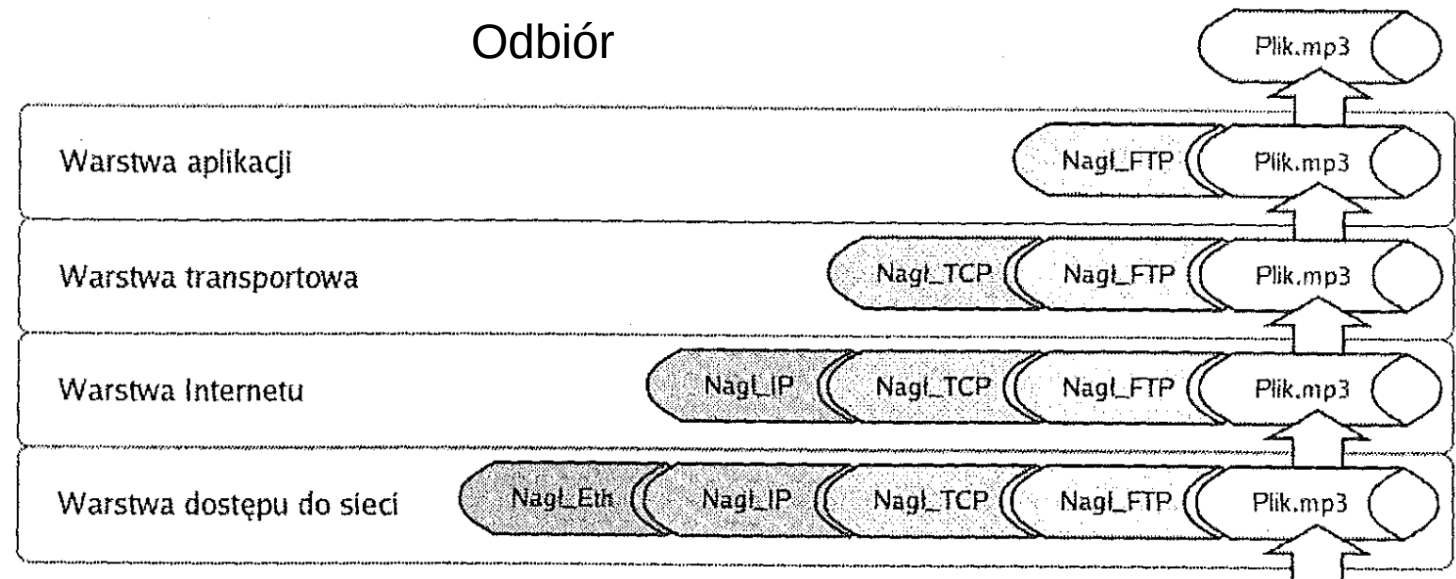 Odbiór
Plik.mp3
Warstwa aplikacji Nagł_FTP Plik.mp3
Warstwa transportowa Nagł_TCP Nagł_FTP Plik.mp3
Warstwa Internetu Nagł_IP Nagł_TCP Nagł_FTP Plik.mp3
Warstwa dostępu do sieci Nagł_Eth Nagł_IP Nagł_TCP Nagł_FTP Plik.mp3